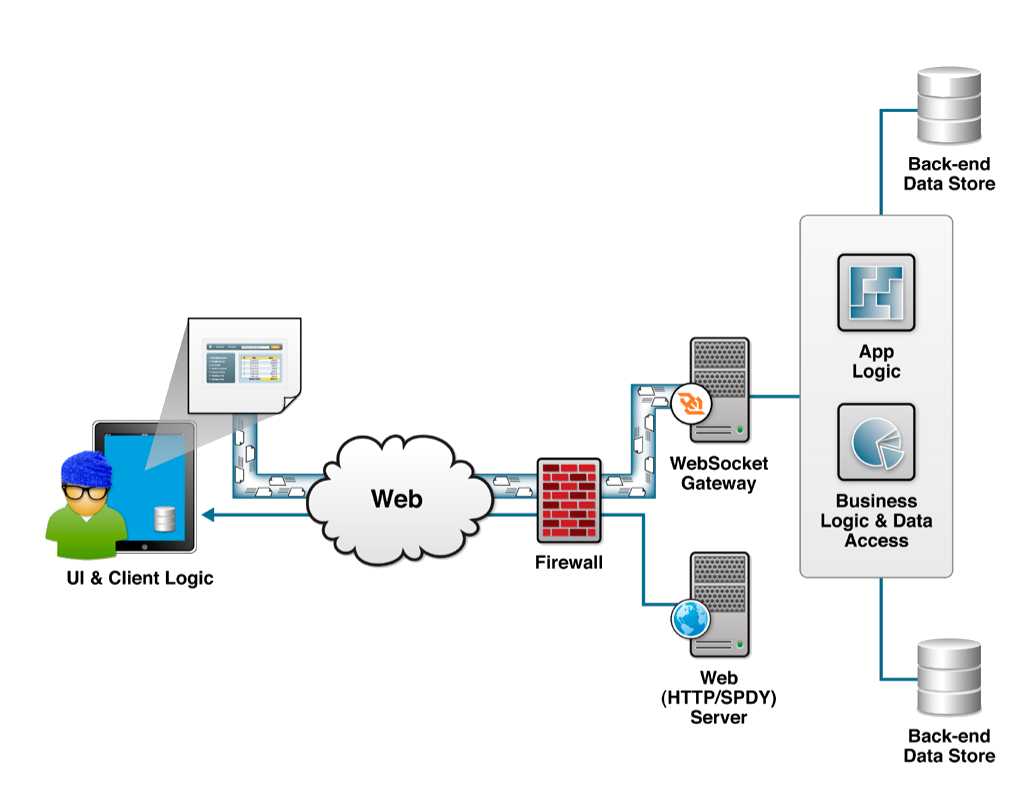 Back-end
Data Store
App
Logic
WebSocket
Gateway
Business
Logic & Data
Access
Web
Firewall
UI & Client Logic
Web
(HTTP/SPDY)
Server
Back-end
Data Store